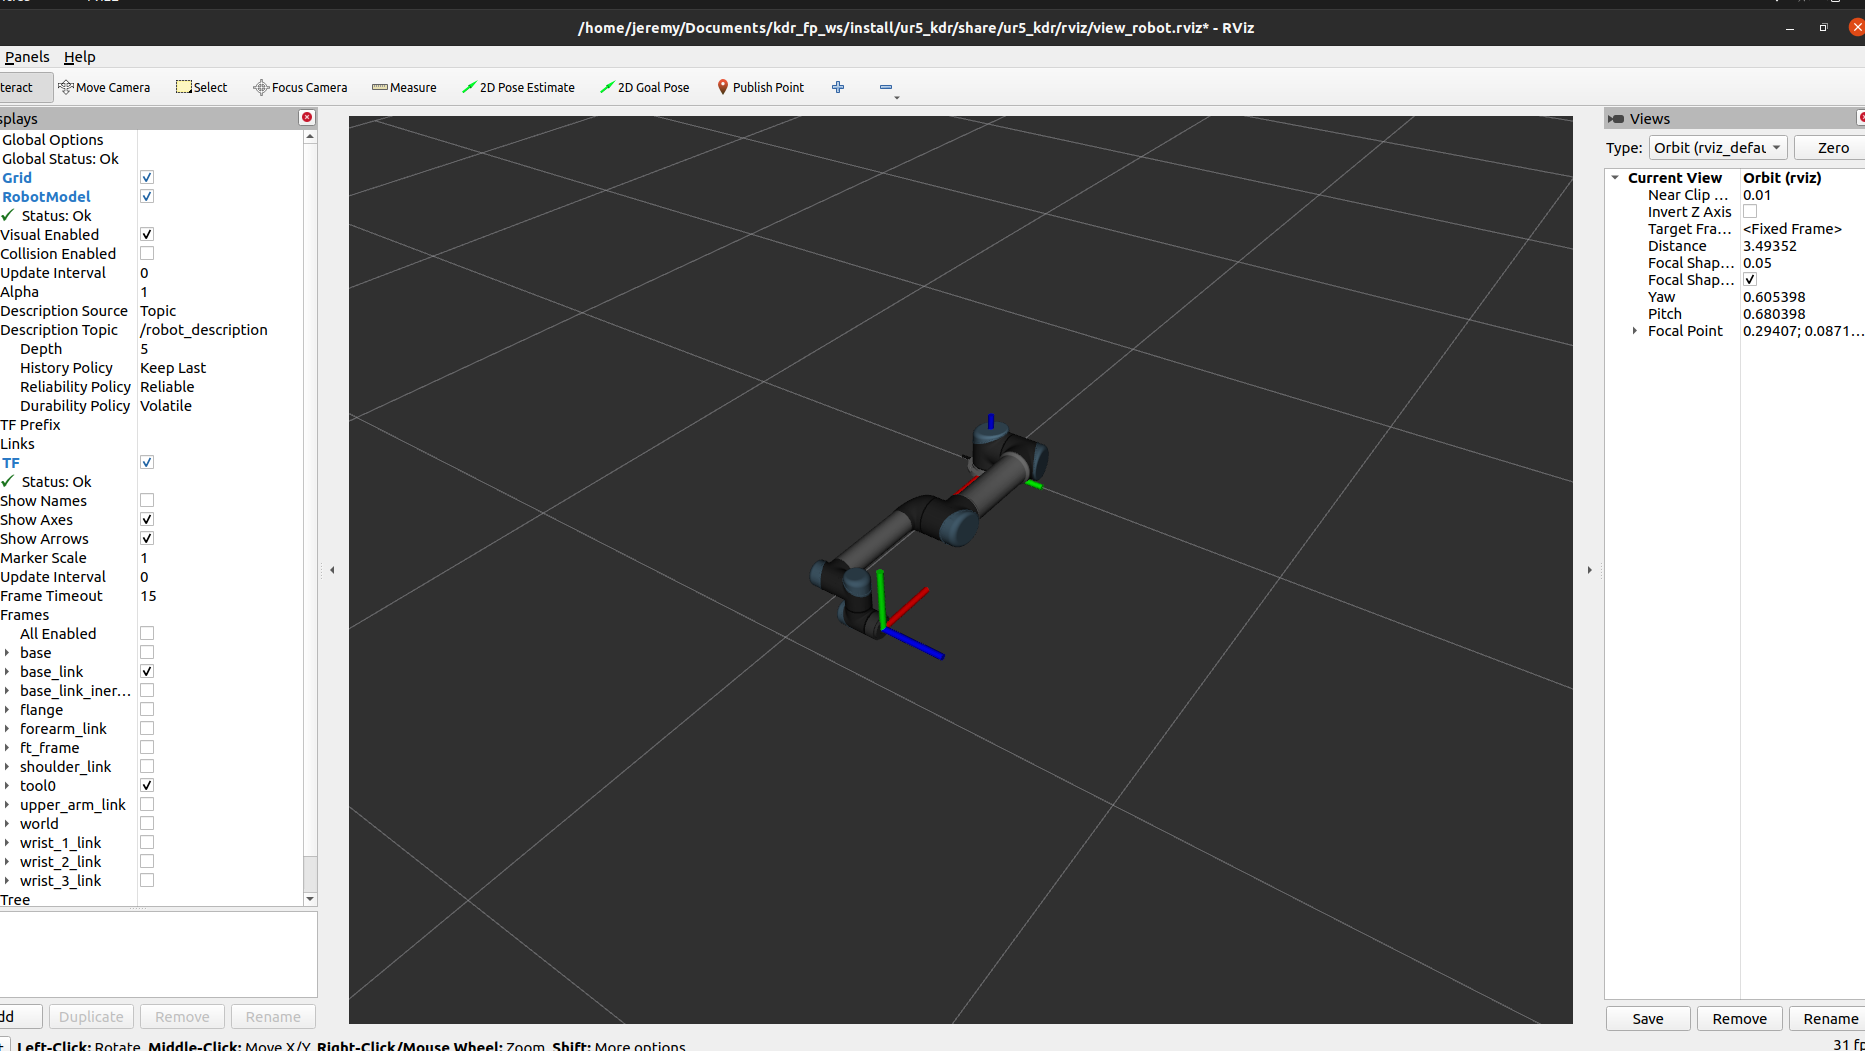 /home/jeremy/Documents/kdr_fp_ws/install/ur5_kdr/share/ur5_kdr/rviz/view_robot.rviz* - RViz
Panels Help
teract Move Camera Select Focus Camera Measure 2D Pose Estimate 2D Goal Pose Publish Point
splays
Global Options
Global Status: Ok
Grid
RobotModel
Status: Ok
Visual Enabled
Collision Enabled
Update Interval 0
Alpha 1
Description Source Topic
Description Topic /robot_description
Depth 5
History Policy Keep Last
Reliability Policy Reliable
Durability Policy Volatile
TF Prefix
Links
TF
Status: Ok
Show Names
Show Axes
Show Arrows
Marker Scale 1
Update Interval 0
Frame Timeout 15
Frames
All Enabled
base
base_link
base_link_iner...
flange
forearm_link
ft_frame
shoulder_link
tool0
upper_arm_link
world
wrist_1_link
wrist_2_link
wrist_3_link
Tree
dd Duplicate Remove Rename
Views
Type: Orbit (rviz_defau Zero
Current View Orbit (rviz)
Near Clip ... 0.01
Invert Z Axis
Target Fra... <Fixed Frame>
Distance 3.49352
Focal Shap... 0.05
Focal Shap...
Yaw 0.605398
Pitch 0.680398
Focal Point 0.29407; 0.0871...
Save Remove Rename
Left-Click: Rotate. Middle-Click: Move X/Y. Right-Click/Mouse Wheel: Zoom. Shift: More options.
31 fp